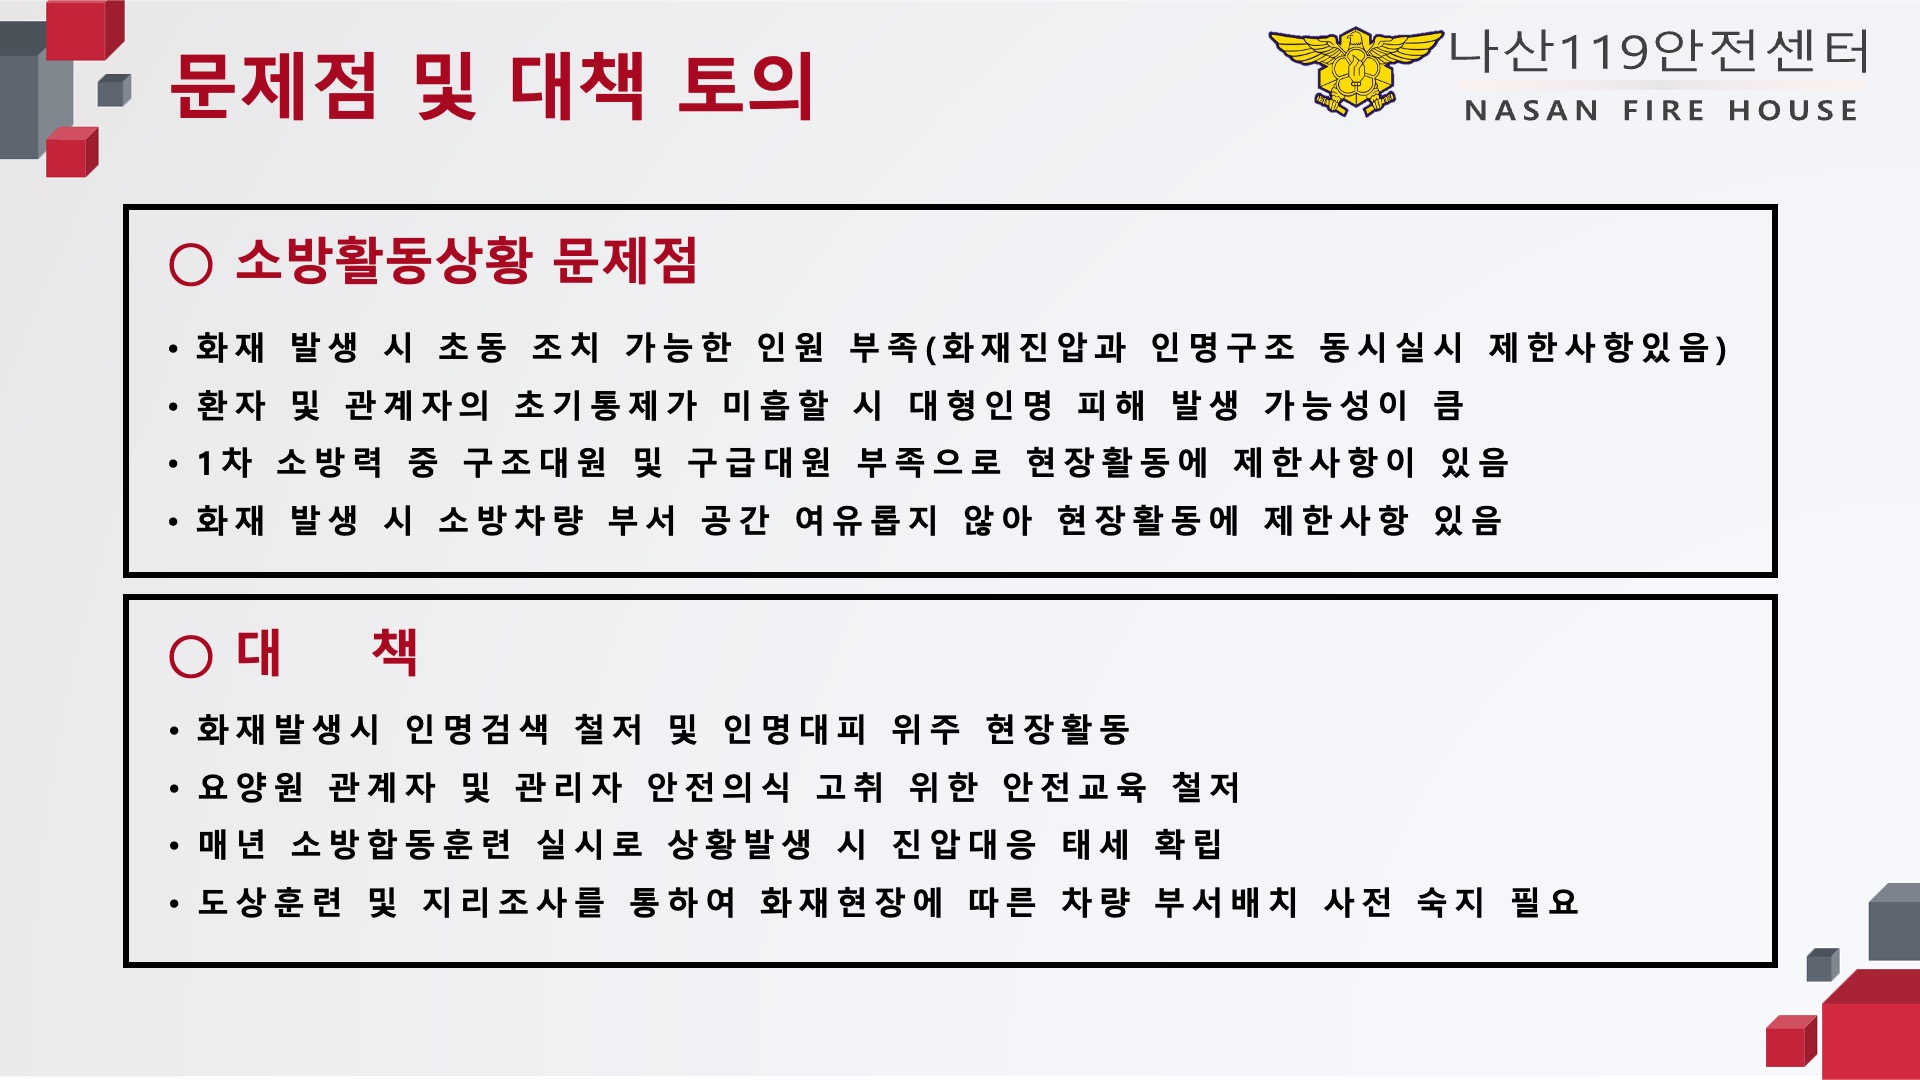 문제점 및 대책 토의
나산119안전센터
NASAN FIRE HOUSE
○ 소방활동상황 문제점
• 화재 발생 시 초동 조치 가능한 인원 부족(화재진압과 인명구조 동시실시 제한사항있음)
• 환자 및 관계자의 초기통제가 미흡할 시 대형인명 피해 발생 가능성이 큼
• 1차 소방력 중 구조대원 및 구급대원 부족으로 현장활동에 제한사항이 있음
• 화재 발생 시 소방차량 부서 공간 여유롭지 않아 현장활동에 제한사항 있음
○ 대 책
• 화재발생시 인명검색 철저 및 인명대피 위주 현장활동
• 요양원 관계자 및 관리자 안전의식 고취 위한 안전교육 철저
• 매년 소방합동훈련 실시로 상황발생 시 진압대응 태세 확립
• 도상훈련 및 지리조사를 통하여 화재현장에 따른 차량 부서배치 사전 숙지 필요